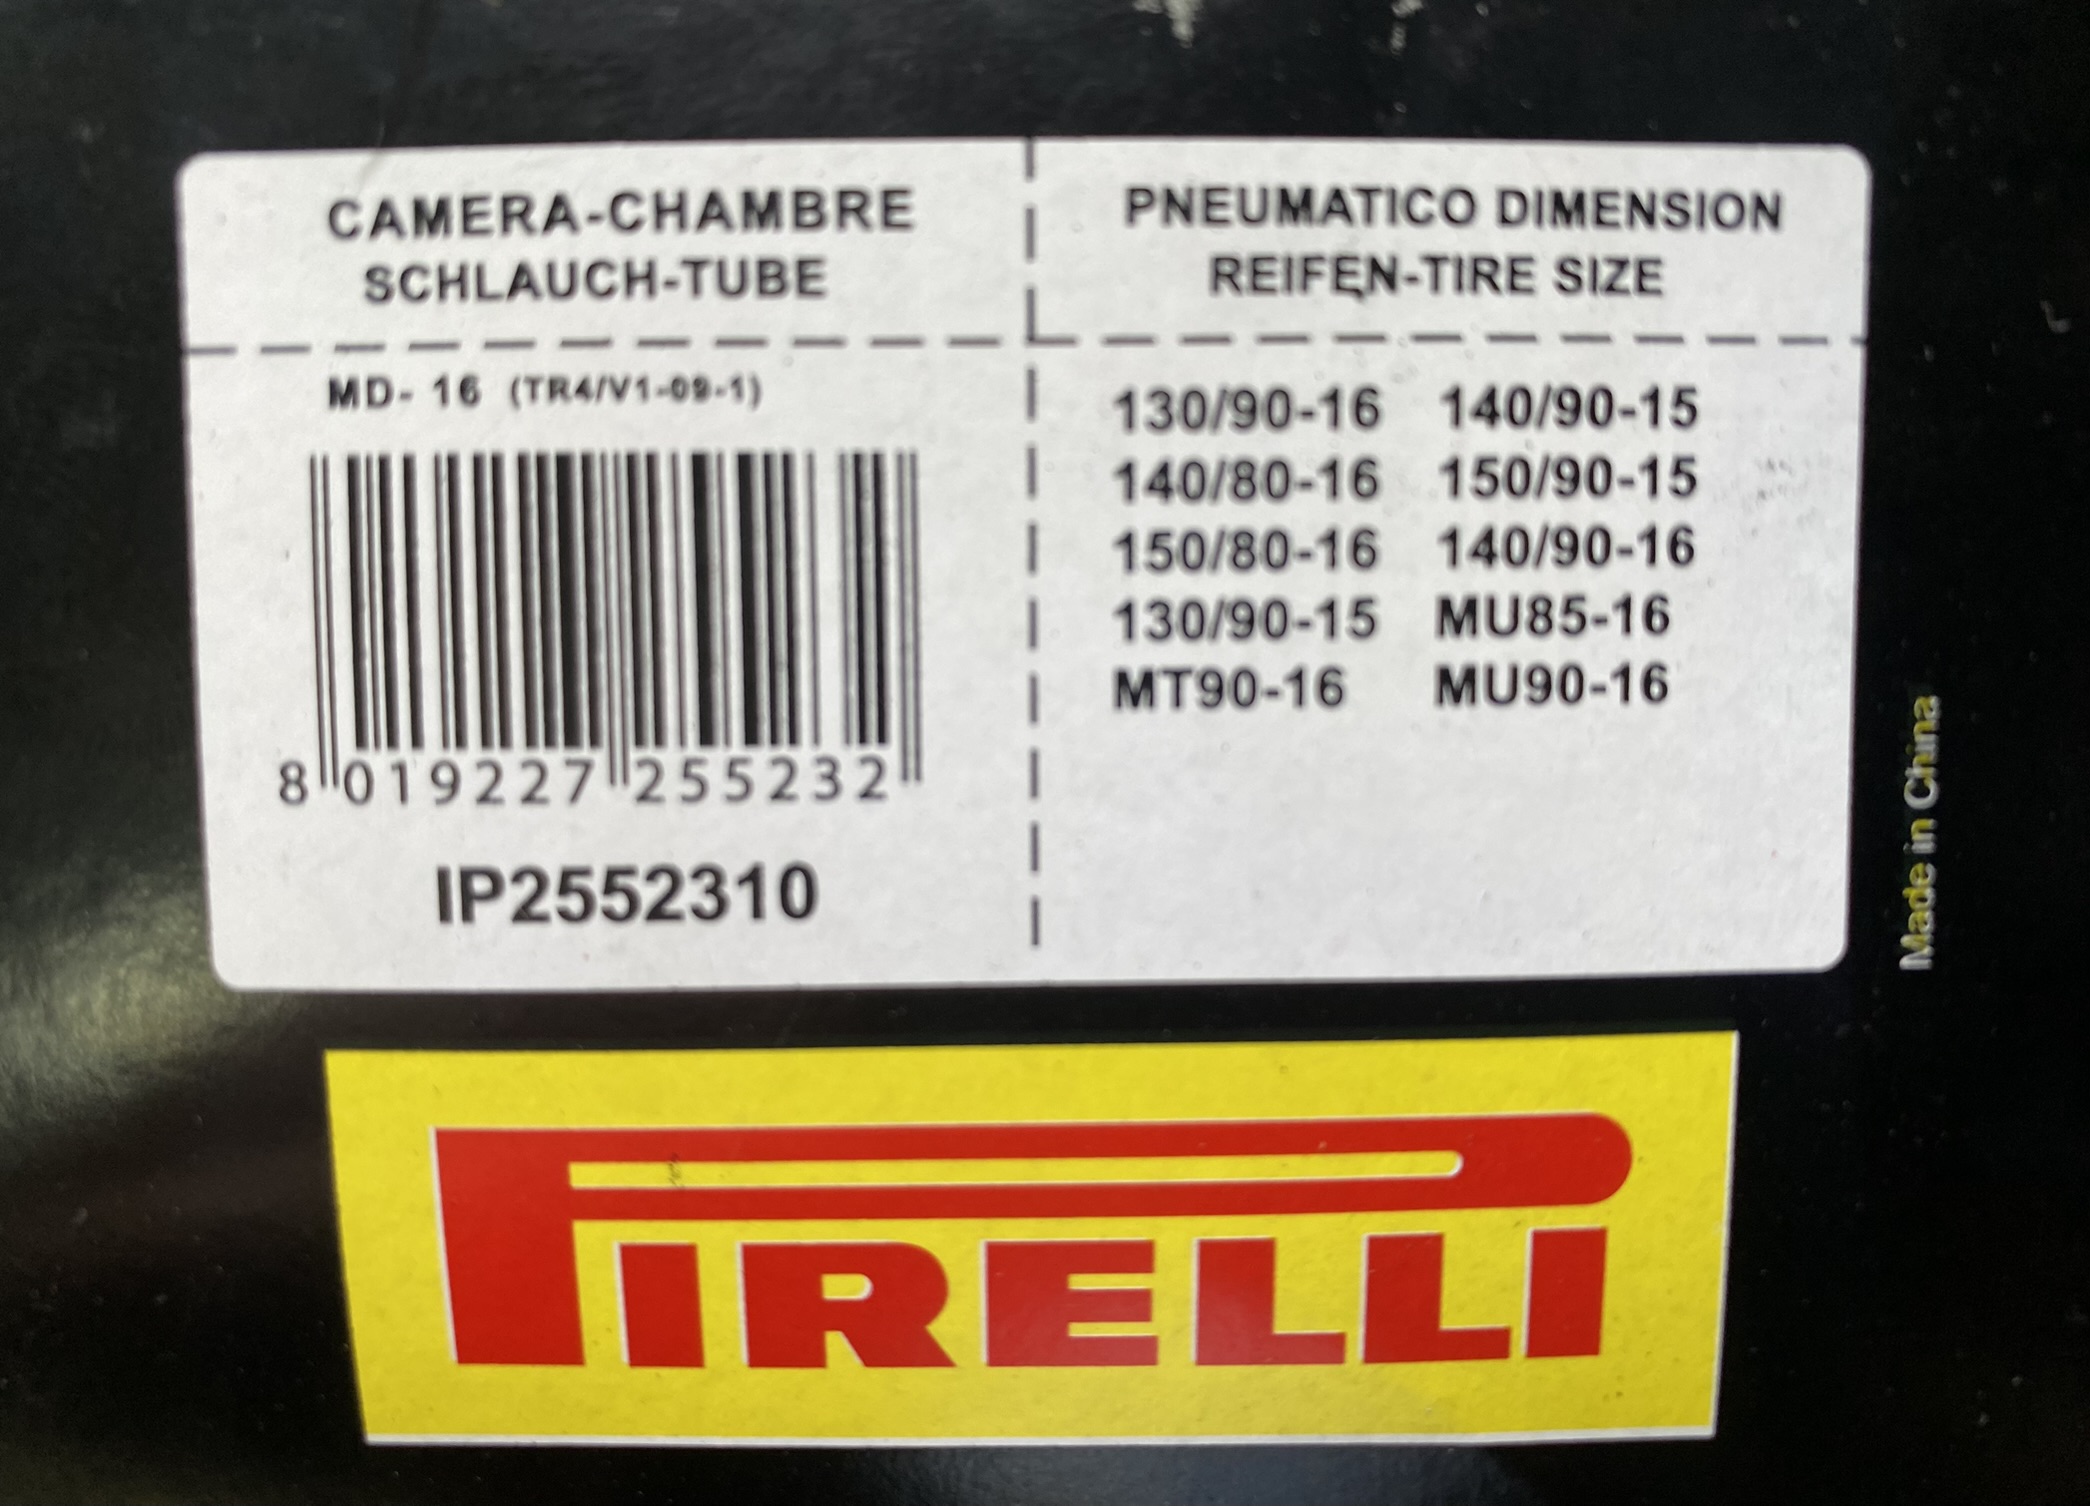 CAMERA-CHAMBRE
SCHLAUCH-TUBE
MD- 16 (TR4/V1-09-1)
8 019227 255232
IP2552310
PNEUMATICO DIMENSION
REIFEN-TIRE SIZE
130/90-16 140/90-15
140/80-16 150/90-15
150/80-16 140/90-16
130/90-15 MU85-16
MT90-16 MU90-16
Made in China
PIRELLI